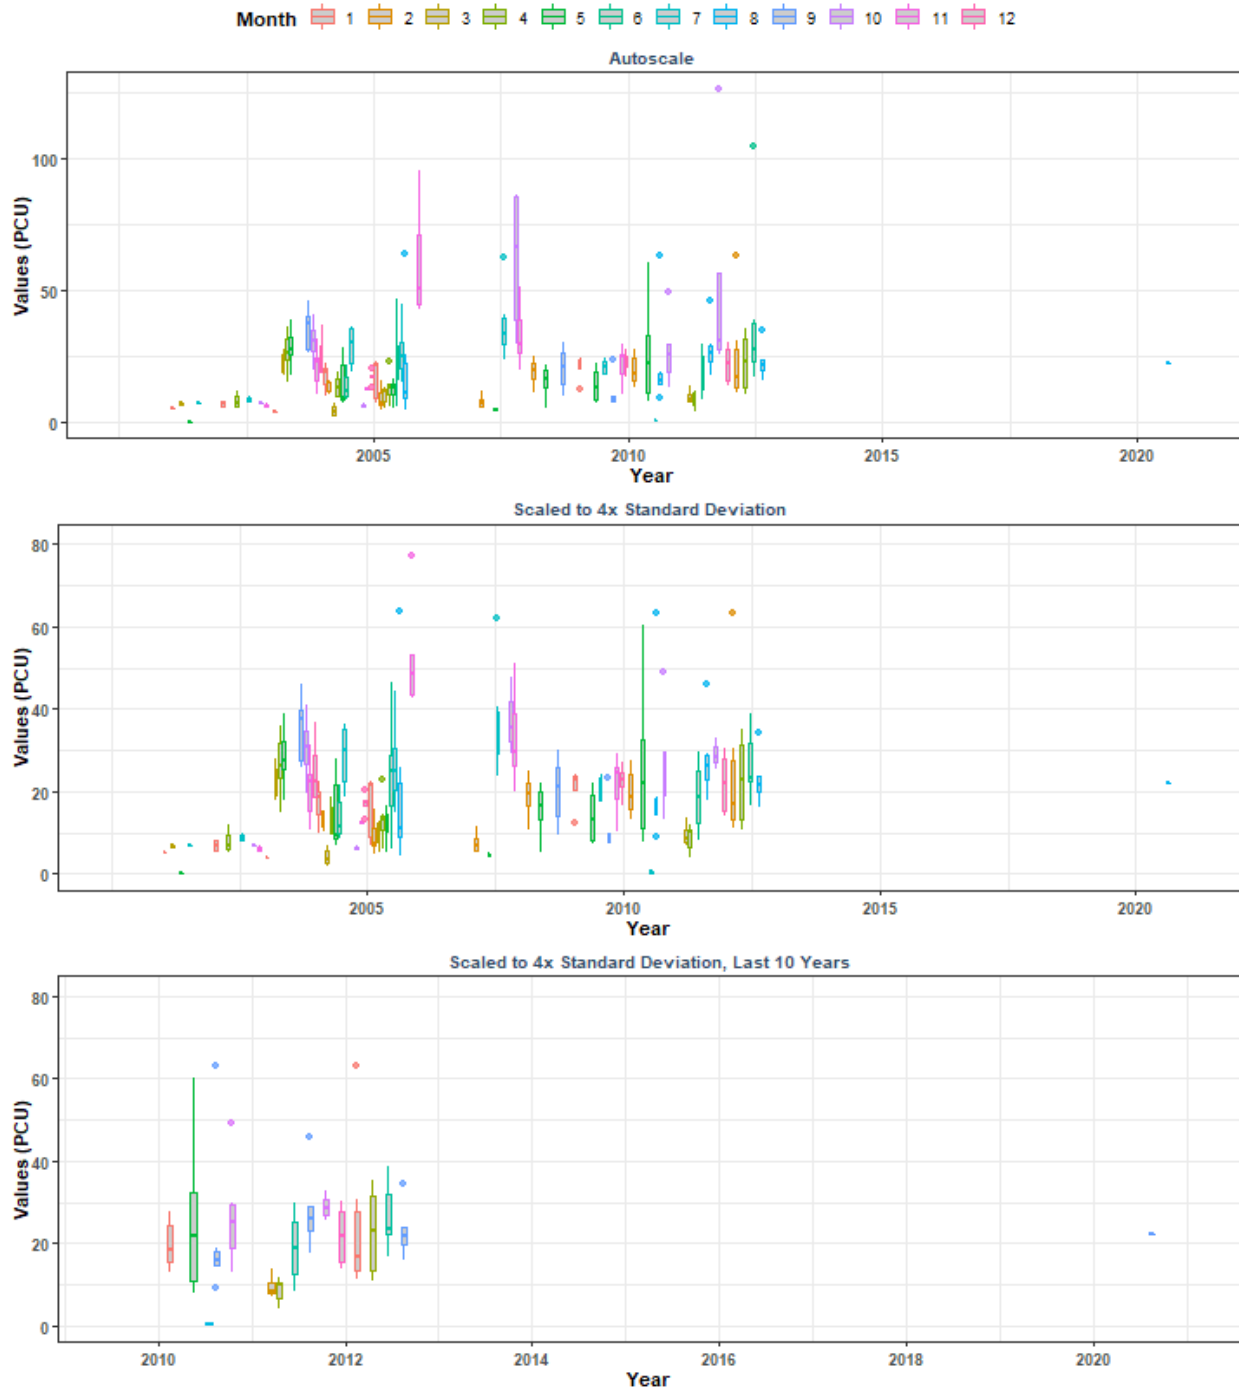 Month 1 2 3 4 5 6 7 8 9 10 11 12
Autoscale
100
50
0
Values (PCU)
2005 2010 2015 2020
Year
Scaled to 4x Standard Deviation
80
60
40
20
0
Values (PCU)
2005 2010 2015 2020
Year
Scaled to 4x Standard Deviation, Last 10 Years
80
60
40
20
0
Values (PCU)
2010 2012 2014 2016 2018 2020
Year